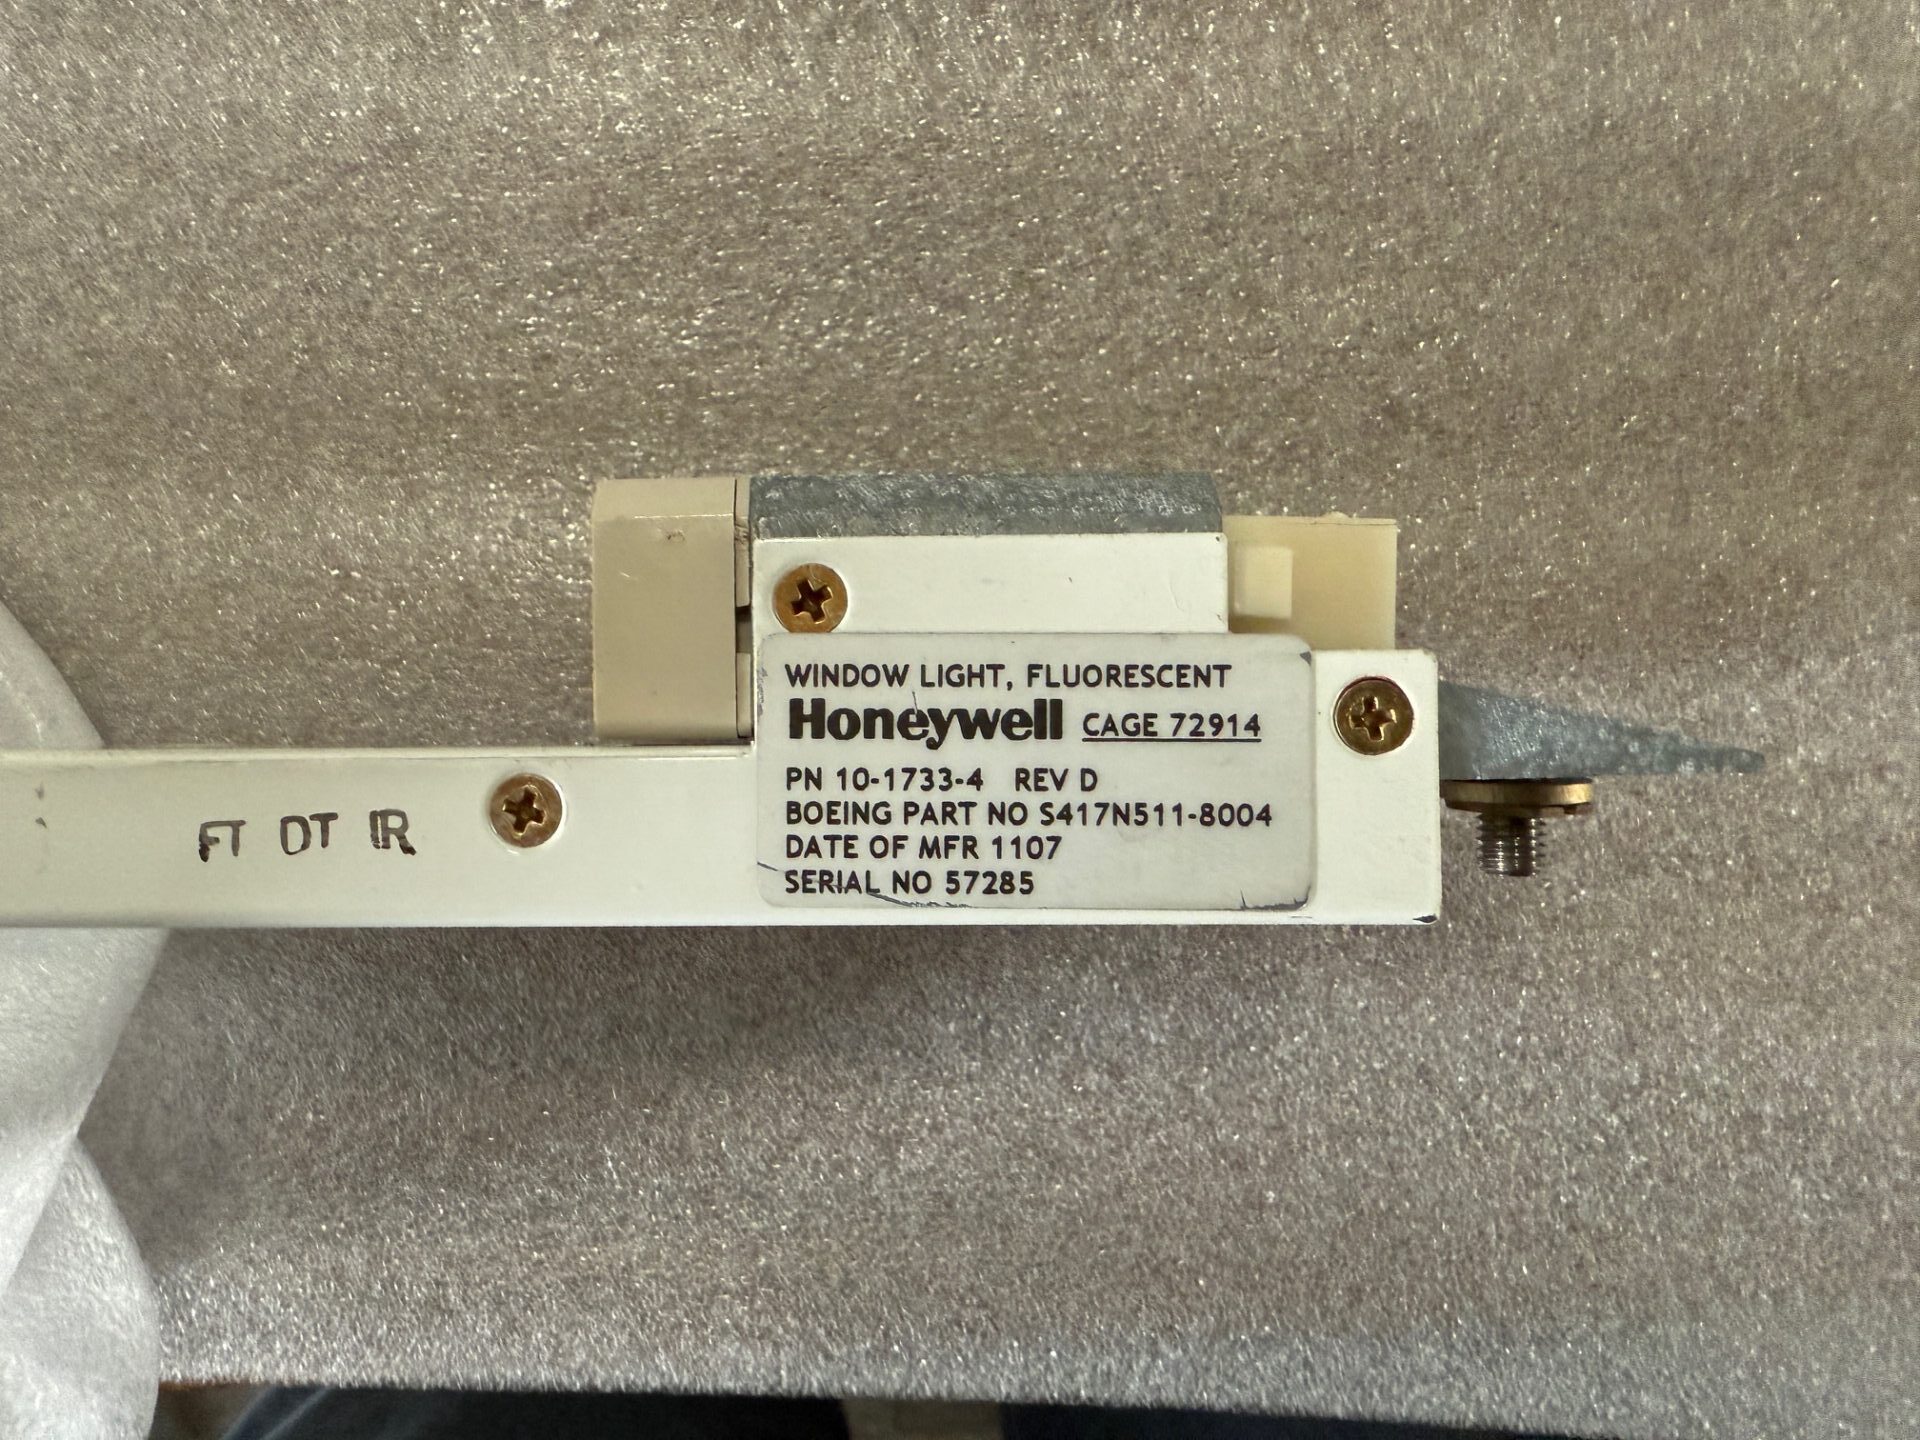 WINDOW LIGHT, FLUORESCENT
Honeywell CAGE 72914
PN 10-1733-4 REV D
BOEING PART NO S417N511-8004
DATE OF MFR 1107
SERIAL NO 57285
FT DT IR